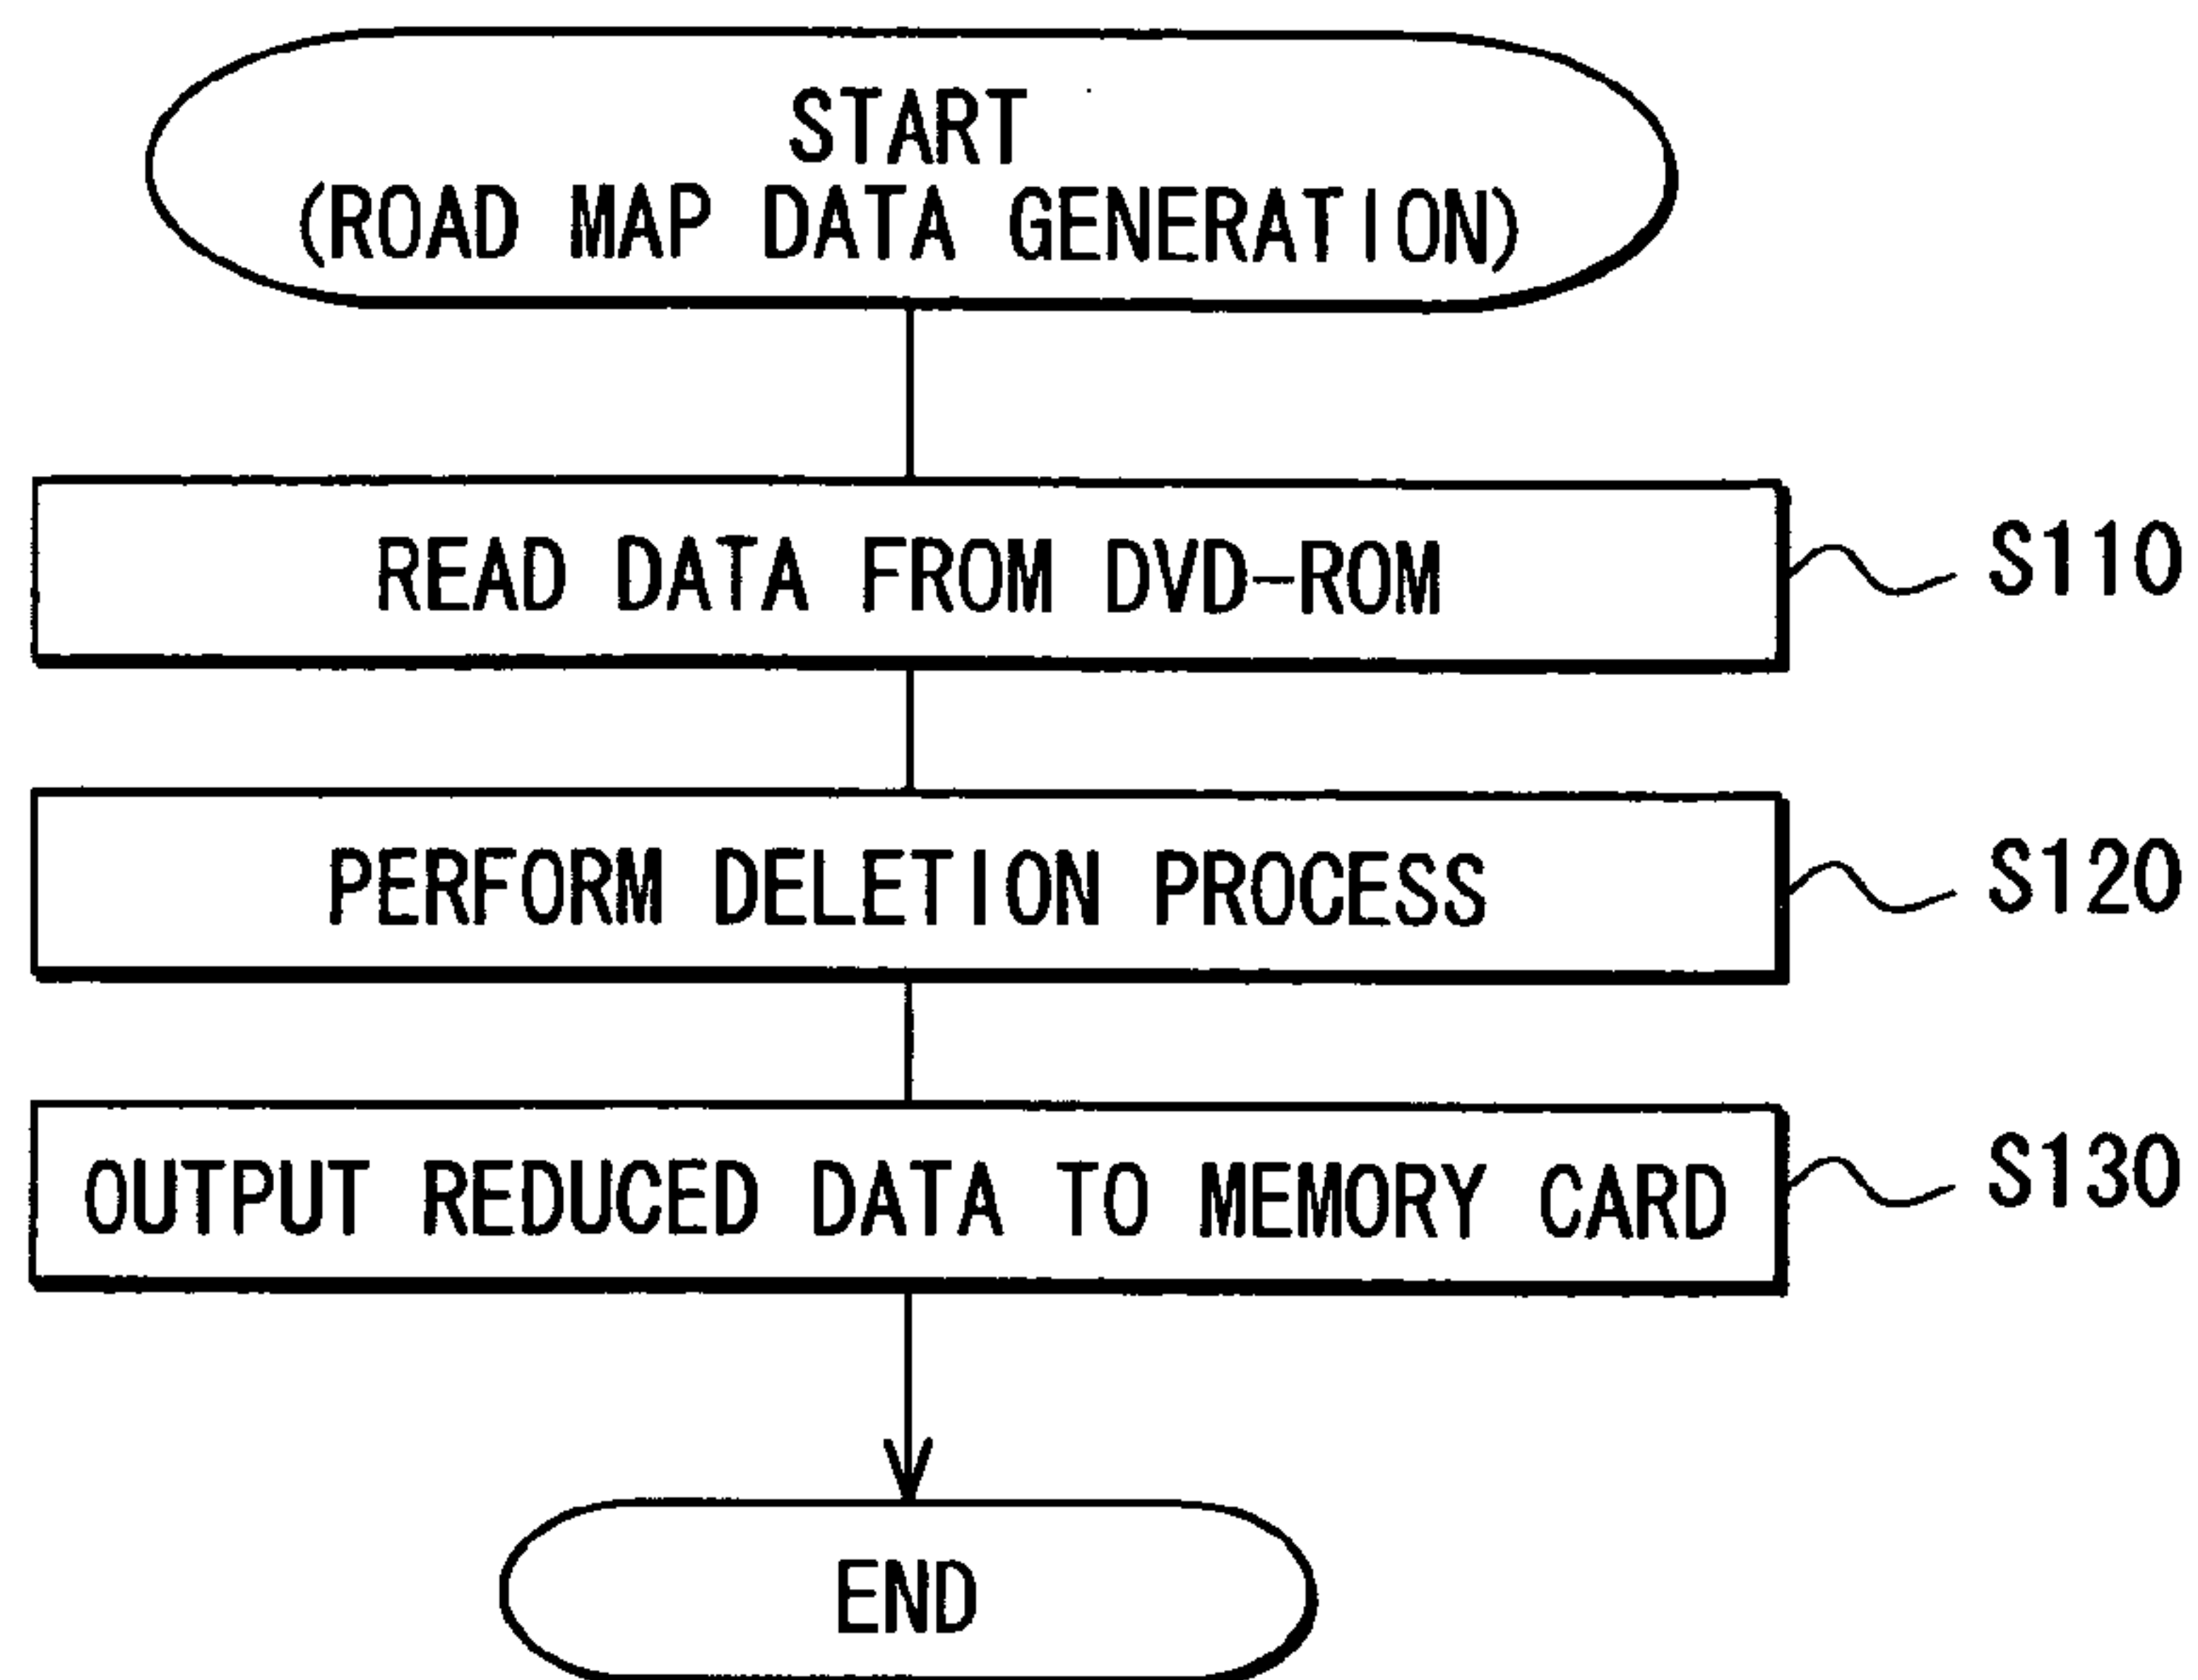 START
(ROAD MAP DATA GENERATION)
READ DATA FROM DVD-ROM
S110
PERFORM DELETION PROCESS
S120
OUTPUT REDUCED DATA TO MEMORY CARD
S130
END